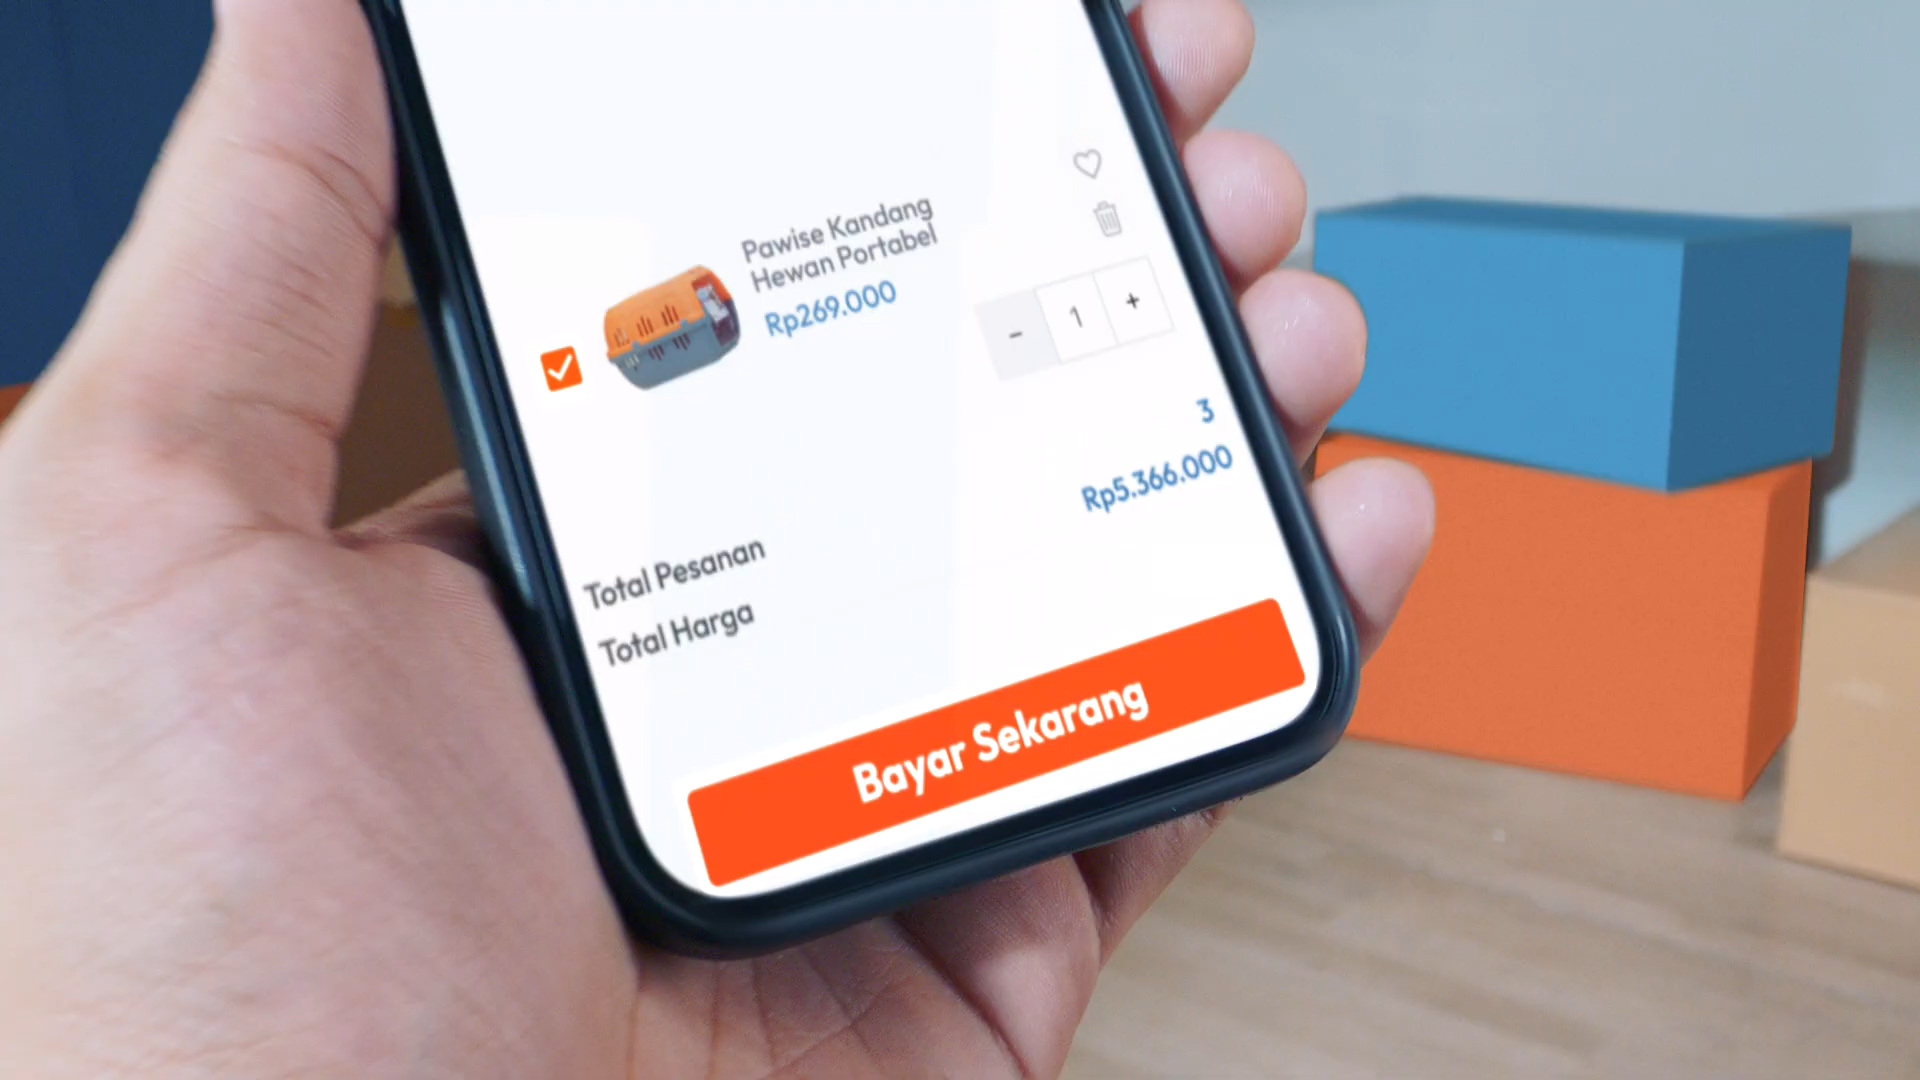 Pawise Kandang
Hewan Portabel
Rp269.000
- 1 +
3
Rp5.366.000
Total Pesanan
Total Harga
Bayar Sekarang